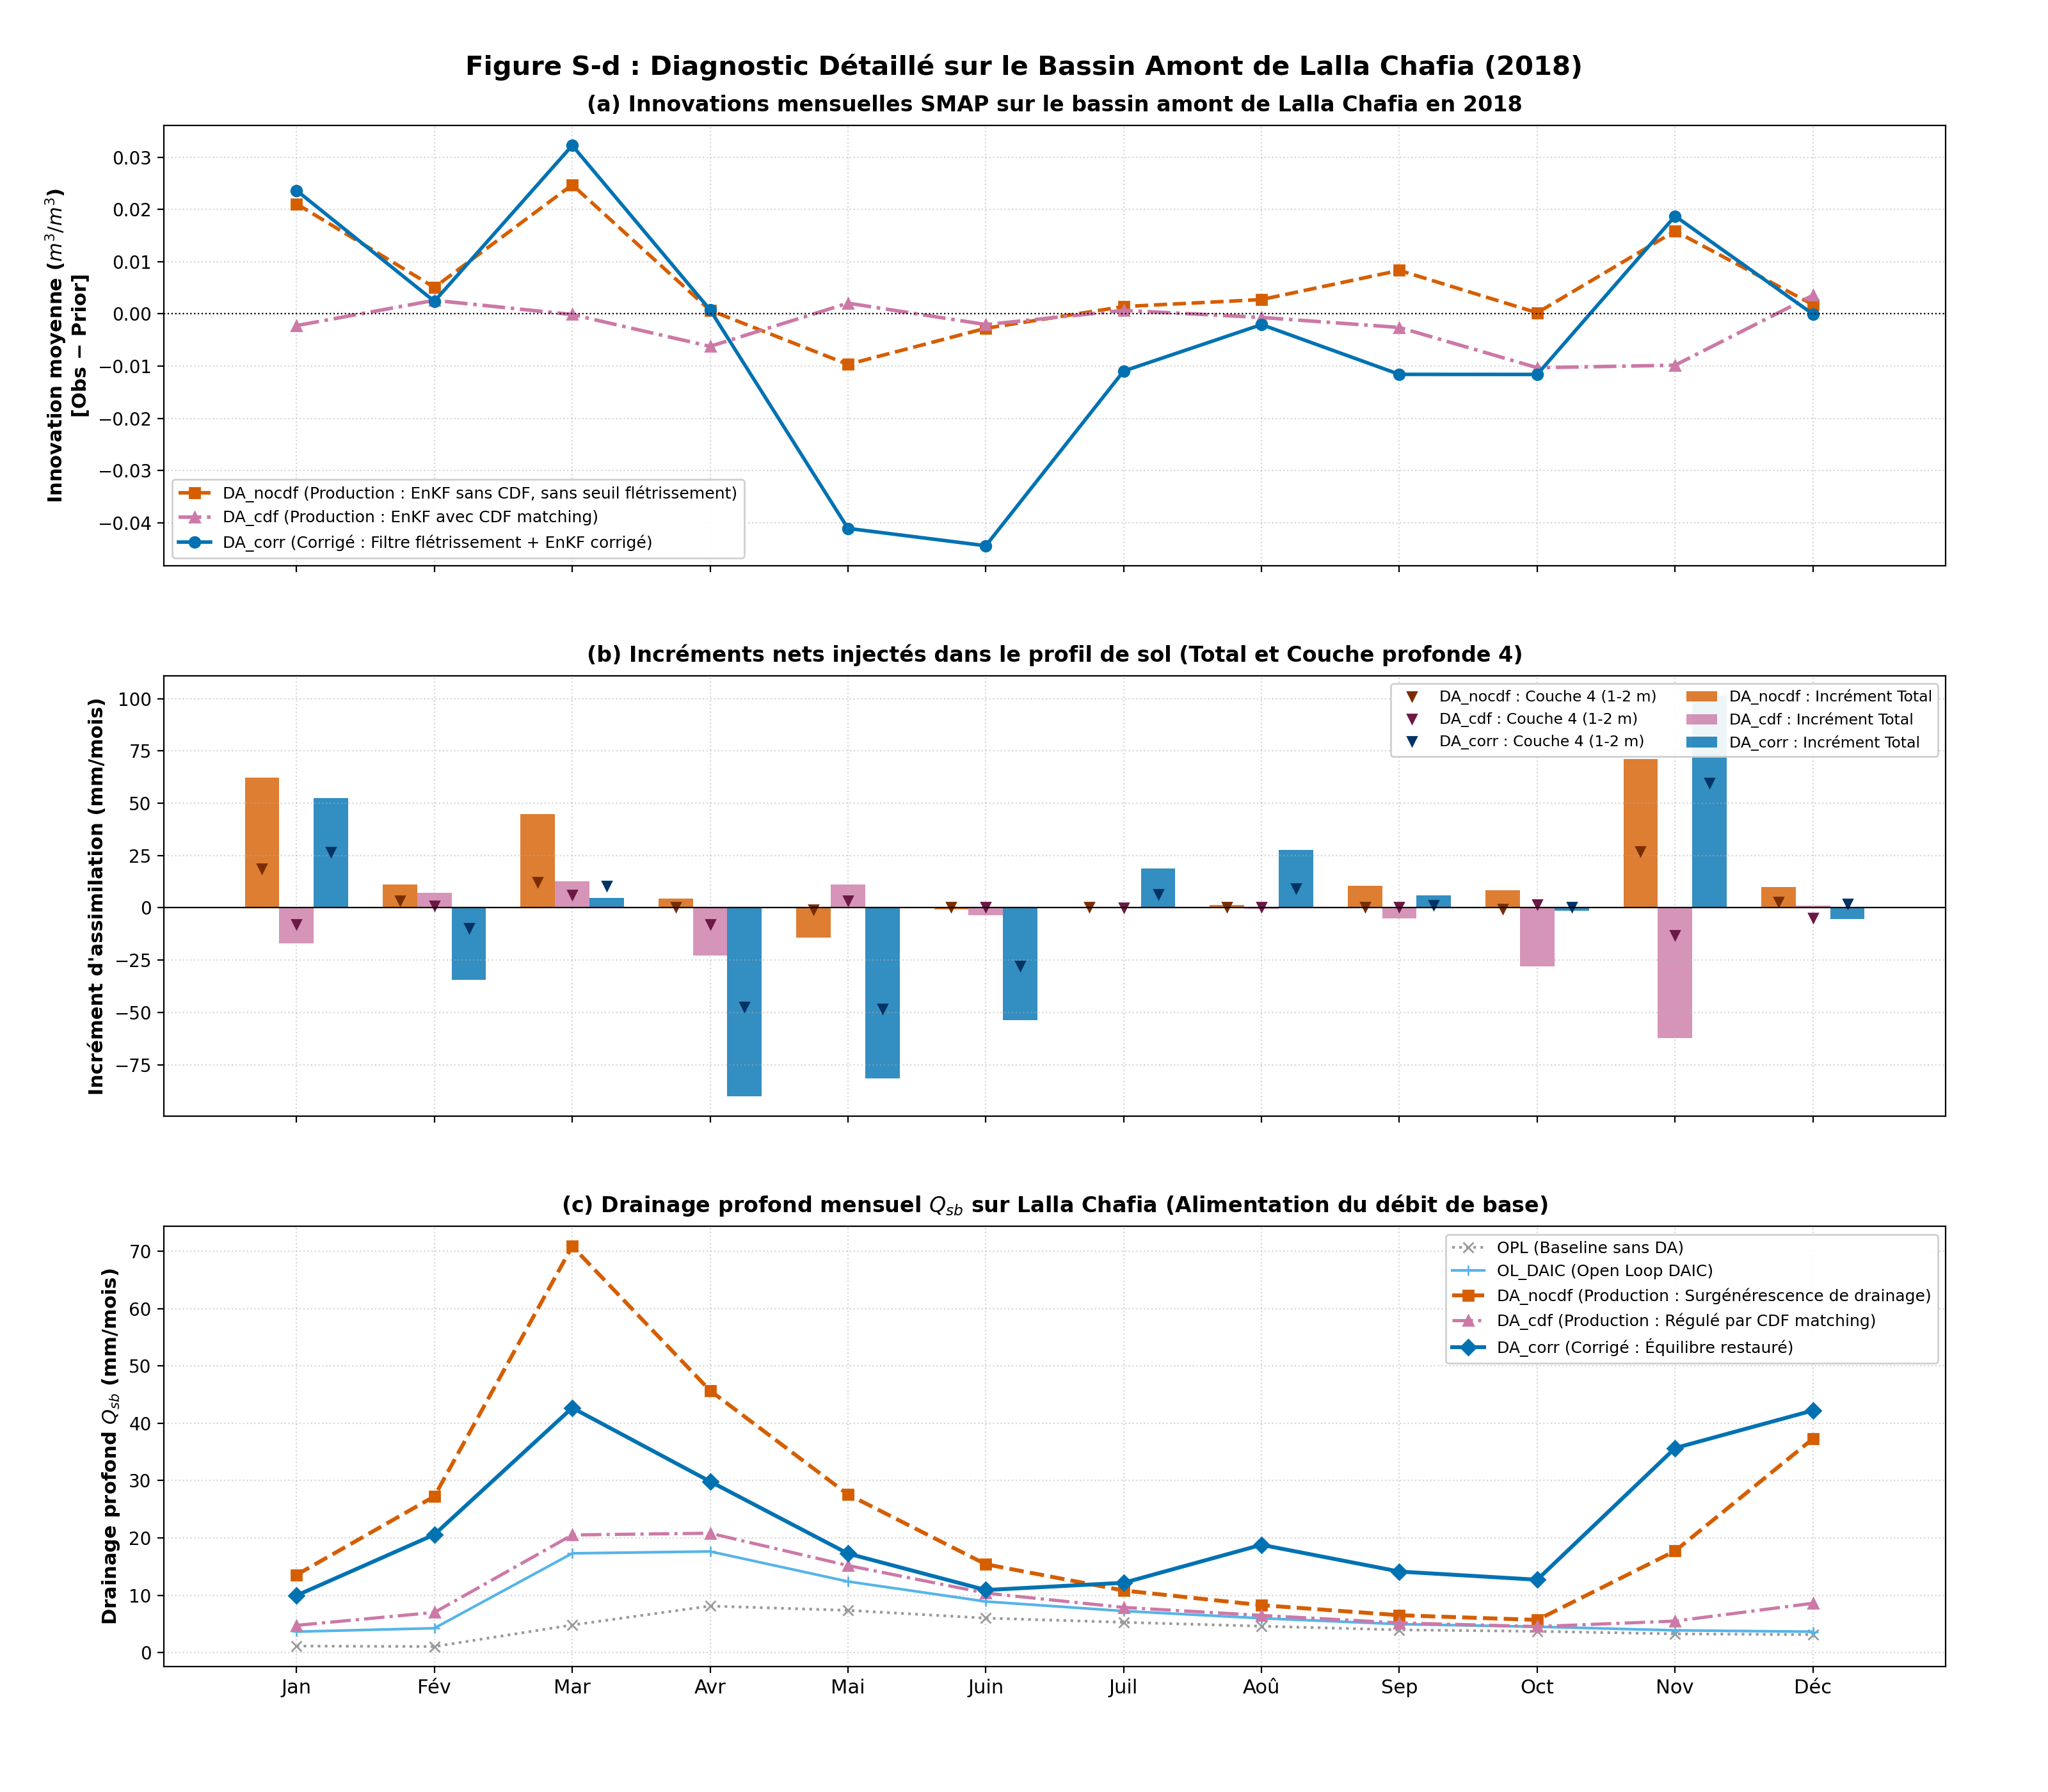 Figure S-d : Diagnostic Détaillé sur le Bassin Amont de Lalla Chafia (2018)
(a) Innovations mensuelles SMAP sur le bassin amont de Lalla Chafia en 2018
Innovation moyenne (m³/m³)
[Obs − Prior]
0.03
0.02
0.01
0.00
−0.01
−0.02
−0.03
−0.04
DA_nocdf (Production : EnKF sans CDF, sans seuil flétrissement)
DA_cdf (Production : EnKF avec CDF matching)
DA_corr (Corrigé : Filtre flétrissement + EnKF corrigé)
(b) Incréments nets injectés dans le profil de sol (Total et Couche profonde 4)
Incrément d'assimilation (mm/mois)
100
75
50
25
0
−25
−50
−75
DA_nocdf : Couche 4 (1-2 m)
DA_cdf : Couche 4 (1-2 m)
DA_corr : Couche 4 (1-2 m)
DA_nocdf : Incrément Total
DA_cdf : Incrément Total
DA_corr : Incrément Total
(c) Drainage profond mensuel Qsb sur Lalla Chafia (Alimentation du débit de base)
Drainage profond Qsb (mm/mois)
70
60
50
40
30
20
10
0
OPL (Baseline sans DA)
OL_DAIC (Open Loop DAIC)
DA_nocdf (Production : Surgénérescence de drainage)
DA_cdf (Production : Régulé par CDF matching)
DA_corr (Corrigé : Équilibre restauré)
Jan Fév Mar Avr Mai Juin Juil Aoû Sep Oct Nov Déc